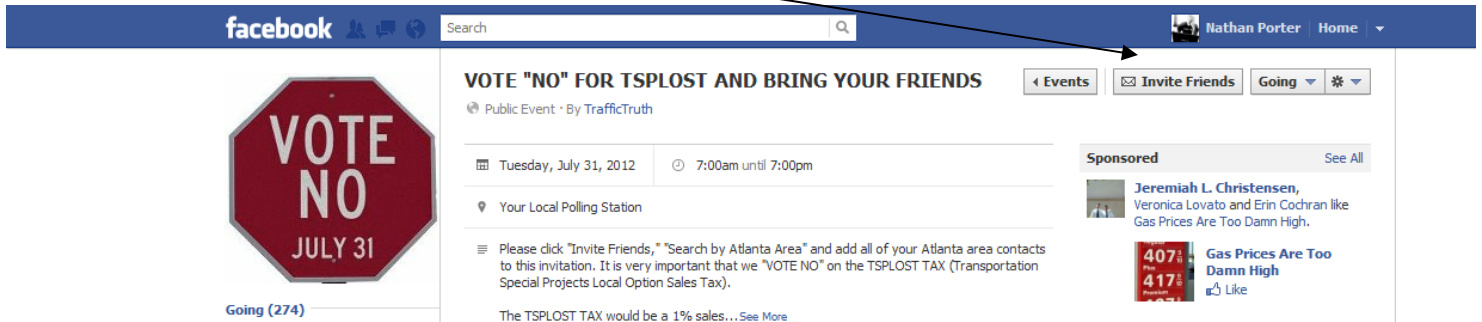 facebook
Search
Nathan Porter
Home
VOTE
NO
JULY 31
VOTE "NO" FOR TSPLOST AND BRING YOUR FRIENDS
Events
Invite Friends
Going
Public Event · By TrafficTruth
Tuesday, July 31, 2012
7:00am until 7:00pm
Your Local Polling Station
Please click "Invite Friends," "Search by Atlanta Area" and add all of your Atlanta area contacts
to this invitation. It is very important that we "VOTE NO" on the TSPLOST TAX (Transportation
Special Projects Local Option Sales Tax).
The TSPLOST TAX would be a 1% sales...See More
Going (274)
Sponsored
See All
Jeremiah L. Christensen,
Veronica Lovato and Erin Cochran like
Gas Prices Are Too Damn High.
407
Plus
417
Gas Prices Are Too
Damn High
Like